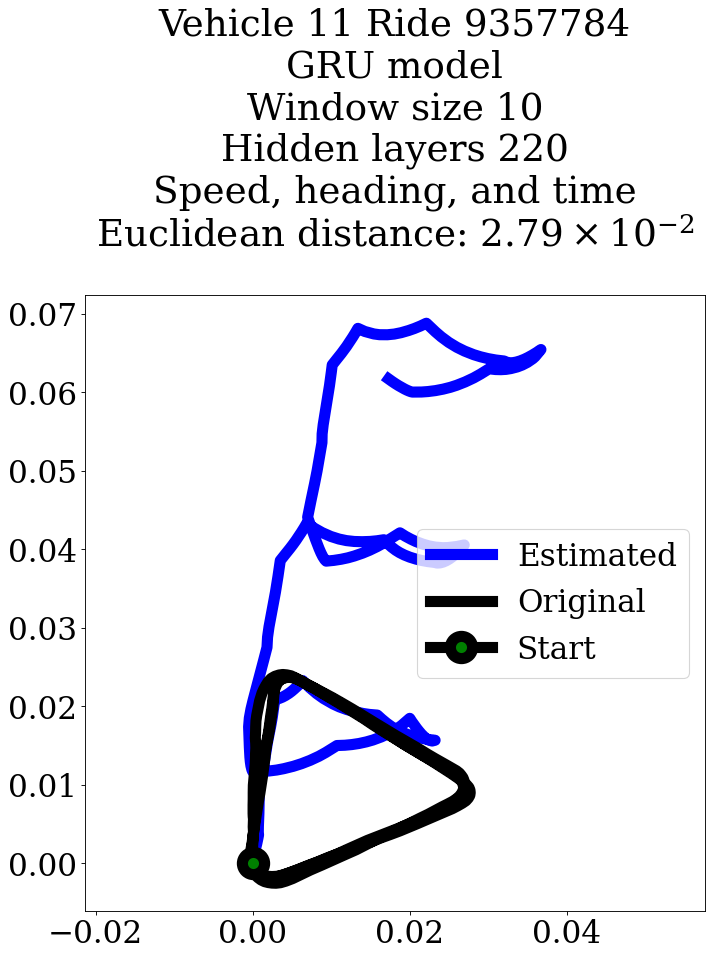 Vehicle 11 Ride 9357784
GRU model
Window size 10
Hidden layers 220
Speed, heading, and time
Euclidean distance: 2.79 × 10⁻²
0.07
0.06
0.05
0.04
0.03
0.02
0.01
0.00
Estimated
Original
Start
−0.02 0.00 0.02 0.04